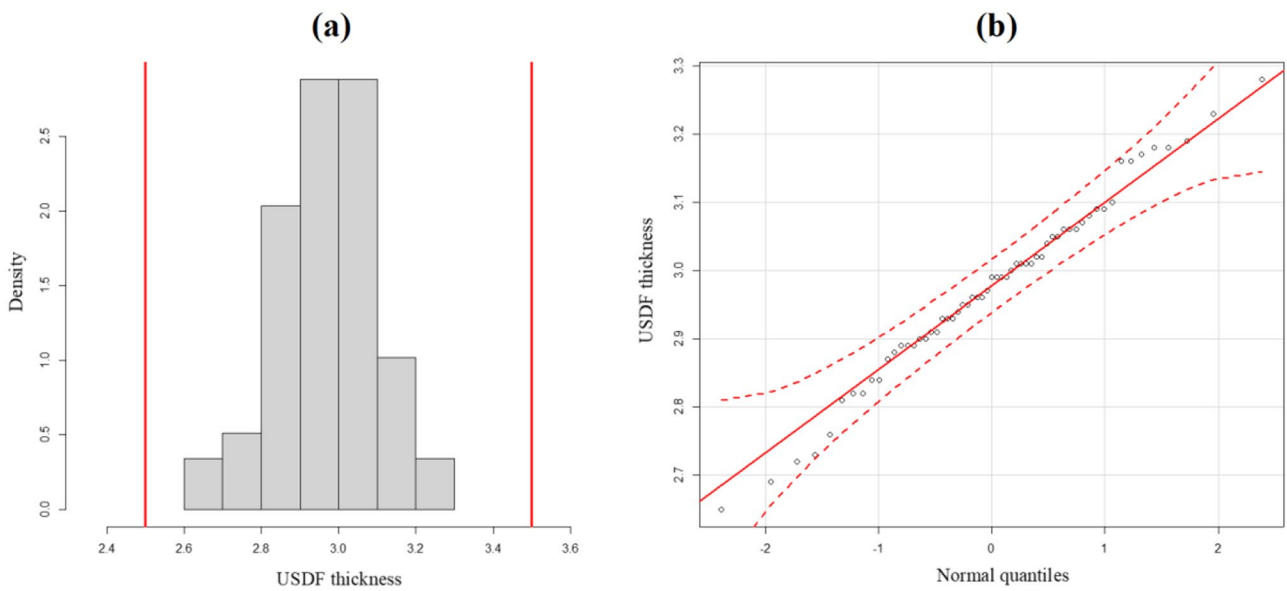 (a)
Density
0.0 0.5 1.0 1.5 2.0 2.5
2.4 2.6 2.8 3.0 3.2 3.4 3.6
USDF thickness
(b)
USDF thickness
2.7 2.8 2.9 3.0 3.1 3.2 3.3
-2 -1 0 1 2
Normal quantiles